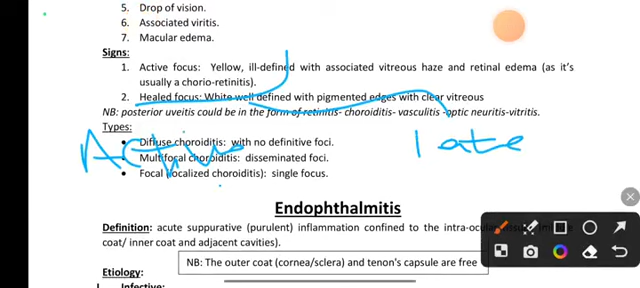 5. Drop of vision.
6. Associated viritis.
7. Macular edema.
Signs:
1. Active focus: Yellow, ill-defined with associated vitreous haze and retinal edema (as it's
usually a chorio-retinitis).
2. Healed focus: White well defined with pigmented edges with clear vitreous
NB: posterior uveitis could be in the form of retinitis- choroiditis- vasculitis -optic neuritis-vitritis.
Types:
• Diffuse choroiditis: with no definitive foci.
Active late
• Multifocal choroiditis: disseminated foci.
• Focal (localized choroiditis): single focus.
Endophthalmitis
Definition: acute suppurative (purulent) inflammation confined to the intra-ocular
coat/ inner coat and adjacent cavities).
NB: The outer coat (cornea/sclera) and tenon's capsule are free
Etiology:
I. Infective: